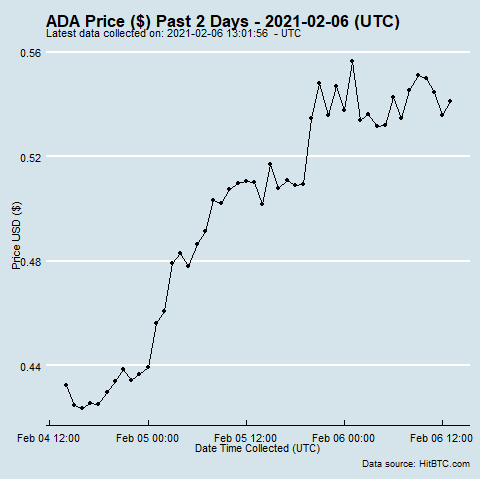 ADA Price ($) Past 2 Days - 2021-02-06 (UTC)
Latest data collected on: 2021-02-06 13:01:56  - UTC
0.56
0.52
0.48
0.44
Price USD ($)
Feb 04 12:00
Feb 05 00:00
Feb 05 12:00
Feb 06 00:00
Feb 06 12:00
Date Time Collected (UTC)
Data source: HitBTC.com